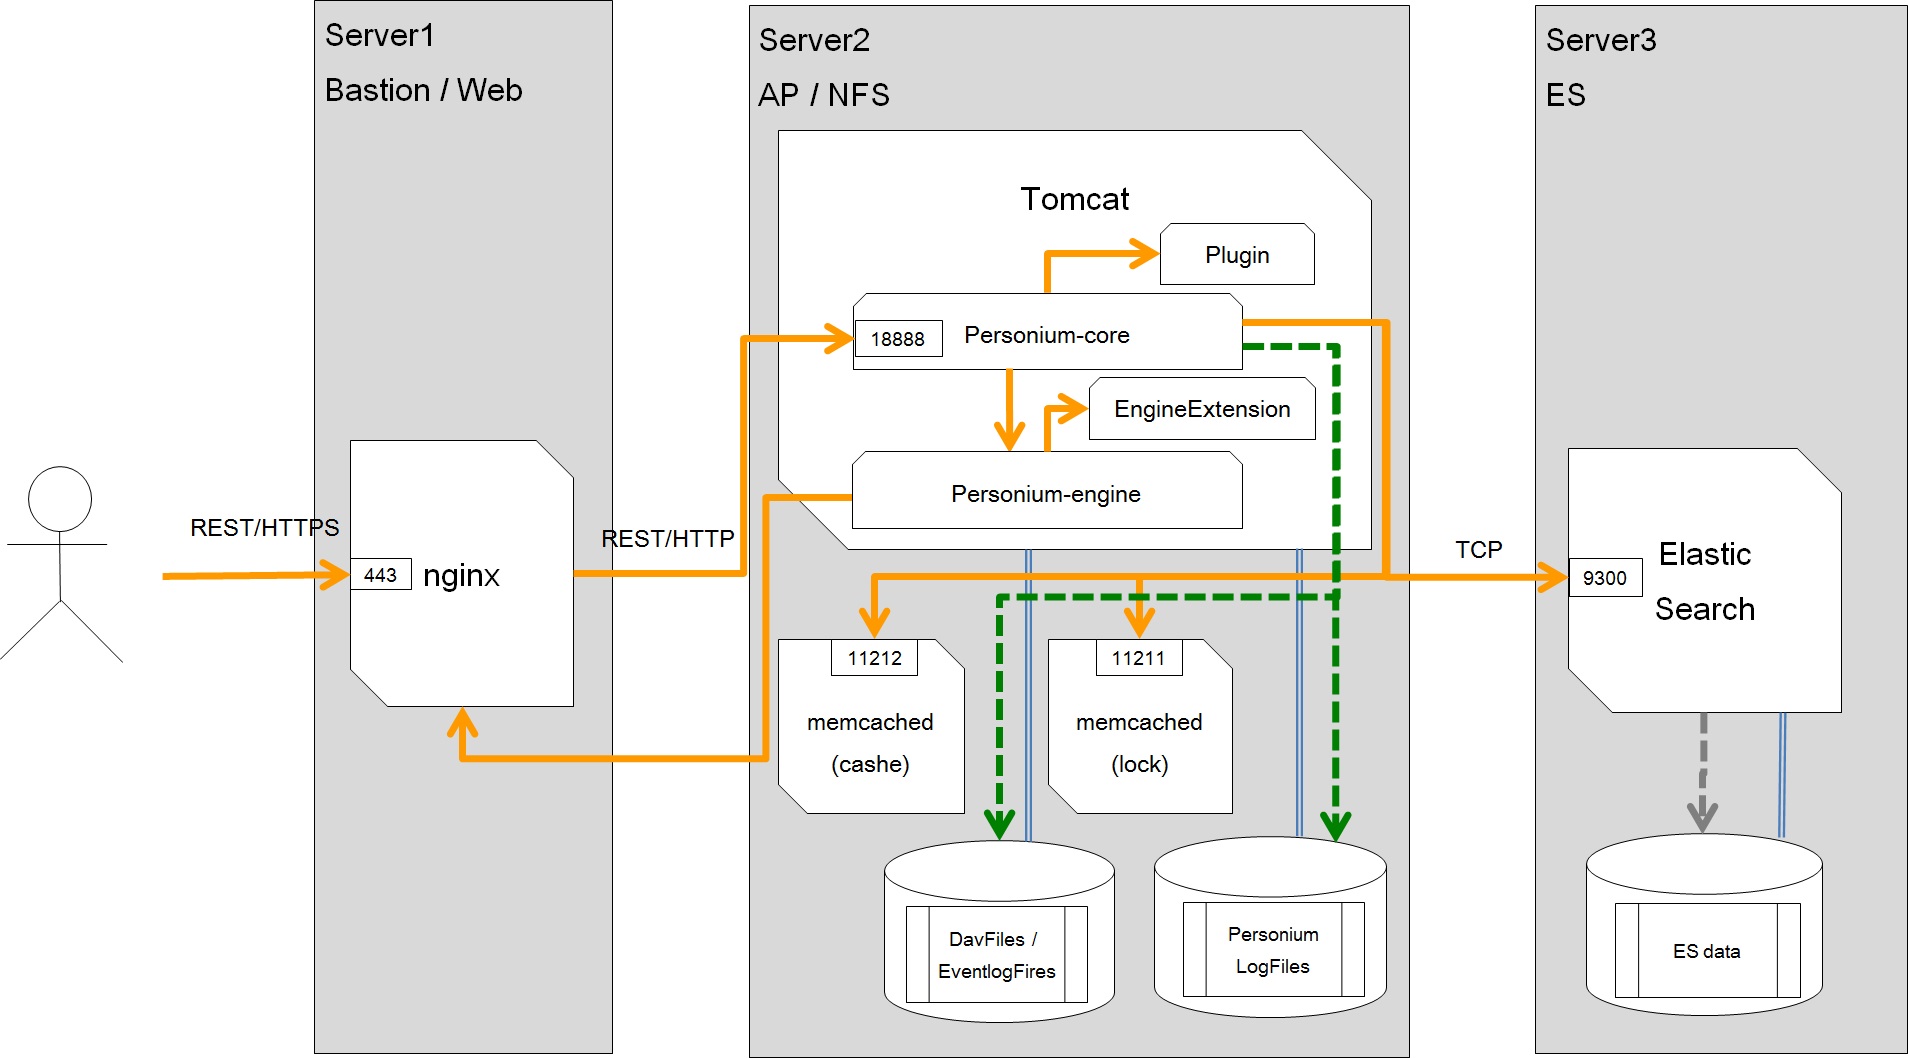 Server1
Bastion / Web
Server2
AP / NFS
Server3
ES
Tomcat
Plugin
18888
Personium-core
EngineExtension
Personium-engine
REST/HTTPS
443
nginx
REST/HTTP
TCP
9300
Elastic
Search
11212
memcached
(cashe)
11211
memcached
(lock)
DavFiles /
EventlogFires
Personium
LogFiles
ES data